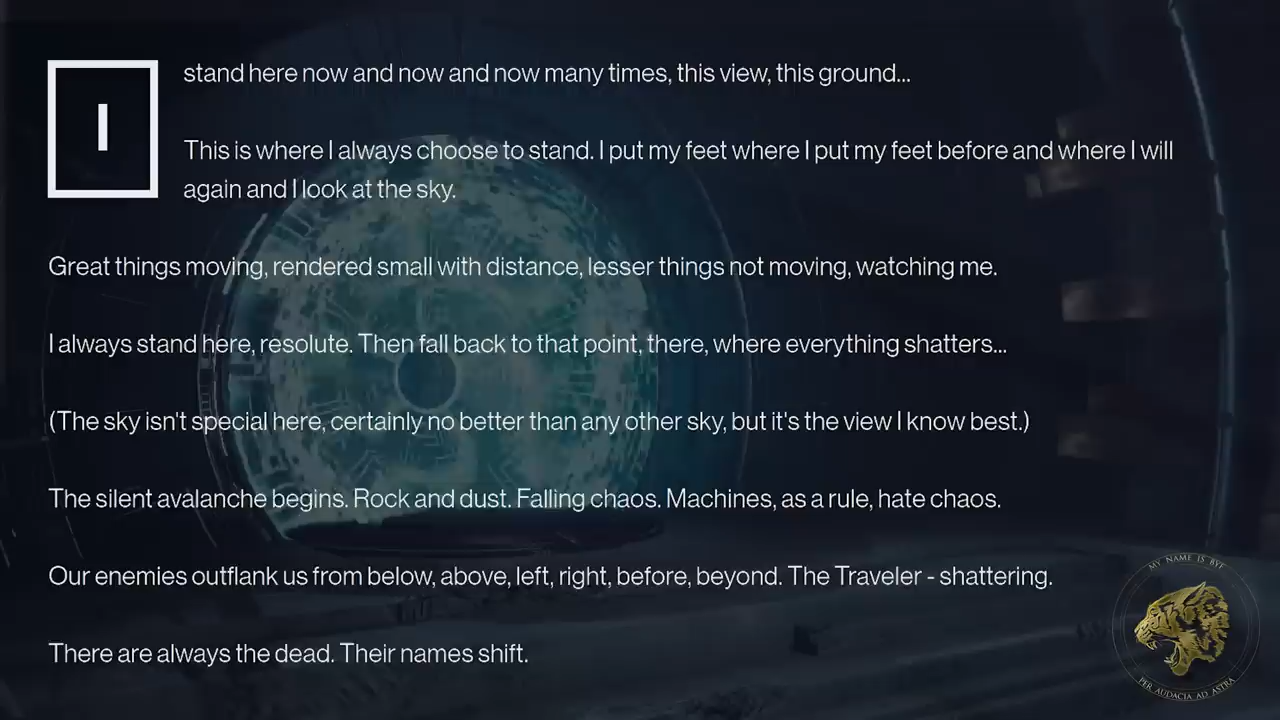 I
stand here now and now and now many times, this view, this ground...
This is where I always choose to stand. I put my feet where I put my feet before and where I will
again and I look at the sky.
Great things moving, rendered small with distance, lesser things not moving, watching me.
I always stand here, resolute. Then fall back to that point, there, where everything shatters...
(The sky isn't special here, certainly no better than any other sky, but it's the view I know best.)
The silent avalanche begins. Rock and dust. Falling chaos. Machines, as a rule, hate chaos.
Our enemies outflank us from below, above, left, right, before, beyond. The Traveler - shattering.
There are always the dead. Their names shift.
MY NAME IS BYF
PER AUDACIA AD ASTRA